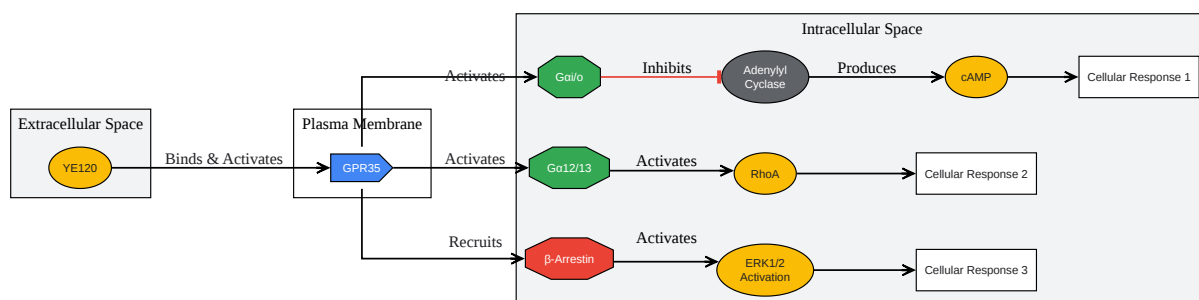 Intracellular Space
Activates
Gαi/o
Inhibits
Adenylyl
Cyclase
Produces
cAMP
Cellular Response 1
Extracellular Space
Plasma Membrane
YE120
Binds & Activates
GPR35
Activates
Gα12/13
Activates
RhoA
Cellular Response 2
Recruits
β-Arrestin
Activates
ERK1/2
Activation
Cellular Response 3